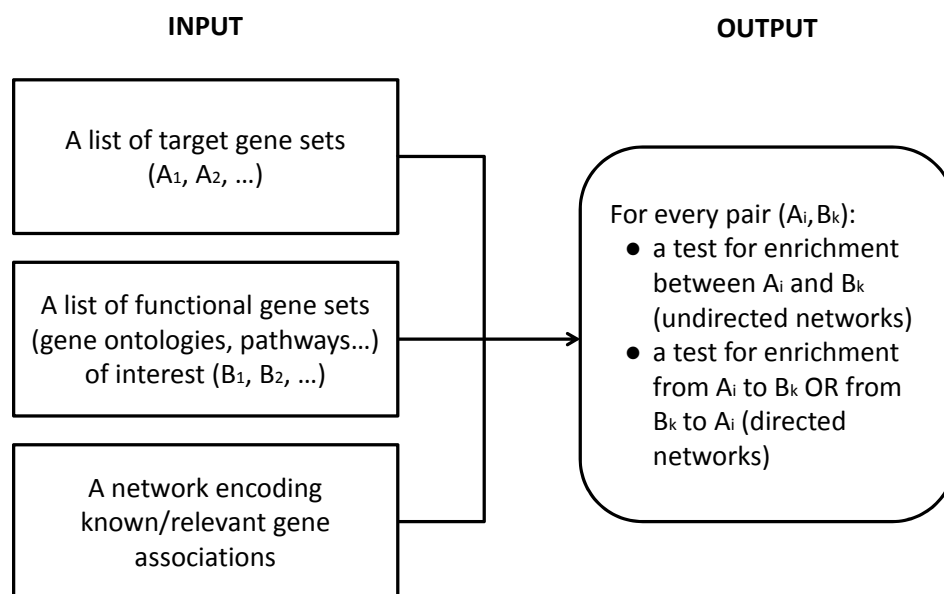 INPUT
OUTPUT
A list of target gene sets
(A₁, A₂, ...)
A list of functional gene sets
(gene ontologies, pathways...)
of interest (B₁, B₂, ...)
A network encoding
known/relevant gene
associations
For every pair (Aᵢ,Bₖ):
● a test for enrichment
between Aᵢ and Bₖ
(undirected networks)
● a test for enrichment
from Aᵢ to Bₖ OR from
Bₖ to Aᵢ (directed
networks)